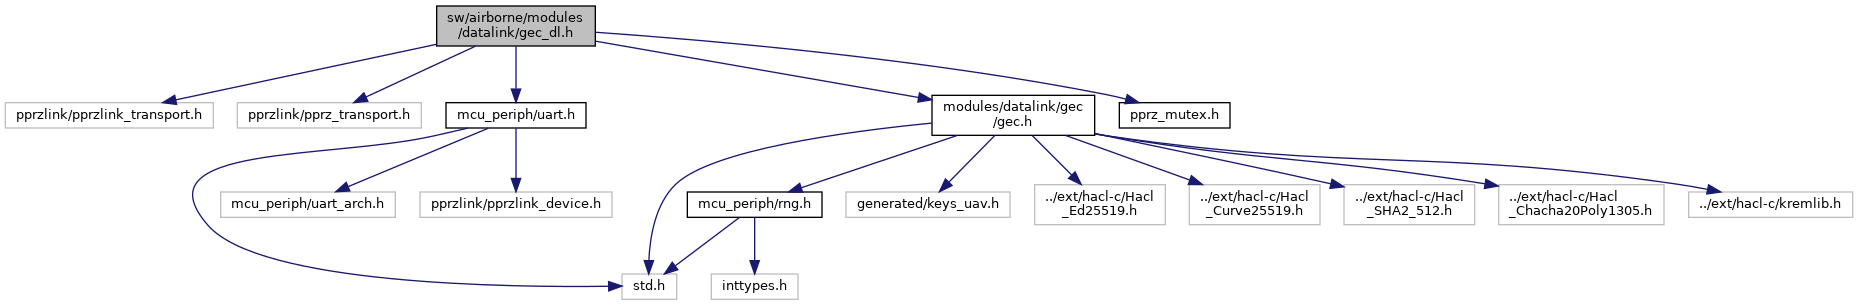 sw/airborne/modules
/datalink/gec_dl.h
pprzlink/pprzlink_transport.h
pprzlink/pprz_transport.h
mcu_periph/uart.h
modules/datalink/gec
/gec.h
pprz_mutex.h
mcu_periph/uart_arch.h
pprzlink/pprzlink_device.h
mcu_periph/rng.h
generated/keys_uav.h
../ext/hacl-c/Hacl
_Ed25519.h
../ext/hacl-c/Hacl
_Curve25519.h
../ext/hacl-c/Hacl
_SHA2_512.h
../ext/hacl-c/Hacl
_Chacha20Poly1305.h
../ext/hacl-c/kremlib.h
std.h
inttypes.h